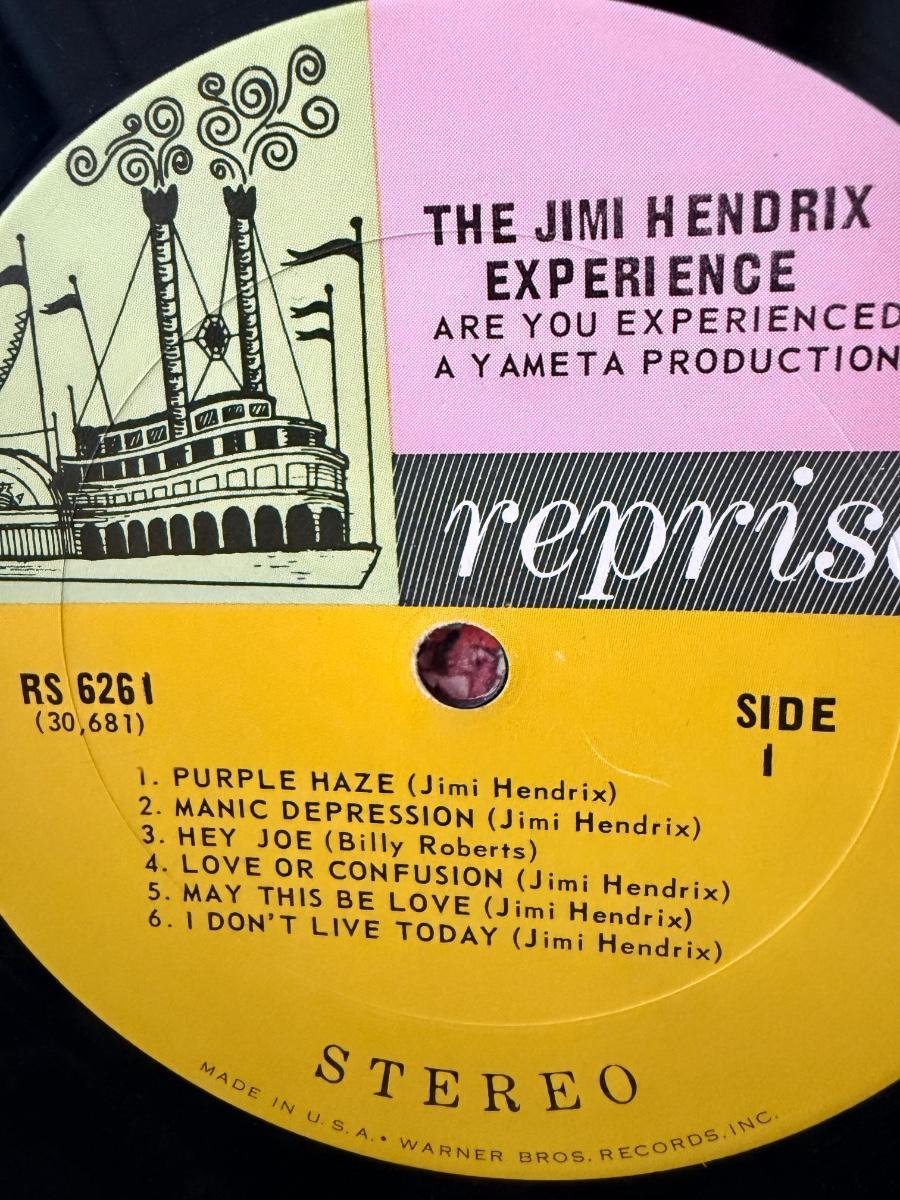 THE JIMI HENDRIX
EXPERIENCE
ARE YOU EXPERIENCED
A YAMETA PRODUCTION
repris
RS 6261
(30,681)
SIDE
1
1. PURPLE HAZE (Jimi Hendrix)
2. MANIC DEPRESSION (Jimi Hendrix)
3. HEY JOE (Billy Roberts)
4. LOVE OR CONFUSION (Jimi Hendrix)
5. MAY THIS BE LOVE (Jimi Hendrix)
6. I DON'T LIVE TODAY (Jimi Hendrix)
STEREO
MADE IN U.S.A. • WARNER BROS. RECORDS, INC.